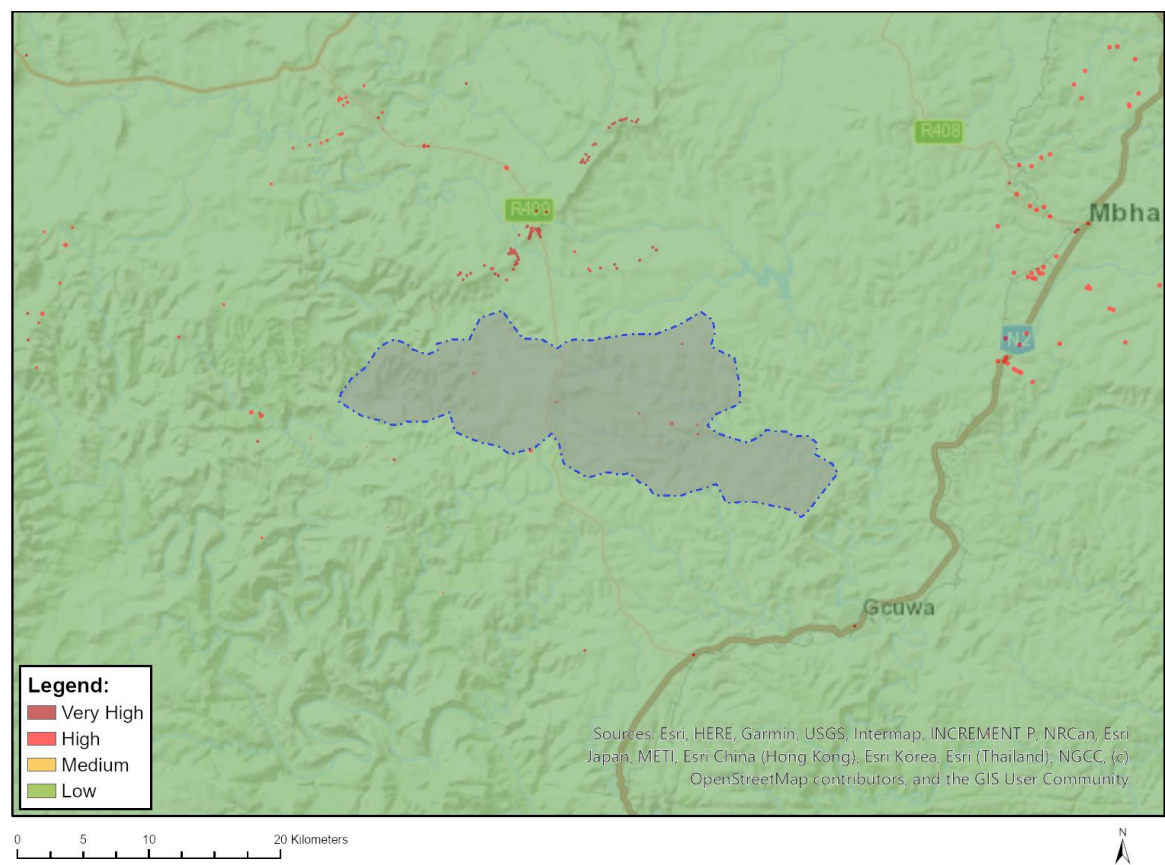 R408
R409
Mbha
N2
Gcuwa
Legend:
Very High
High
Medium
Low
Sources: Esri, HERE, Garmin, USGS, Intermap, INCREMENT P, NRCan, Esri
Japan, METI, Esri China (Hong Kong), Esri Korea, Esri (Thailand), NGCC, (c)
OpenStreetMap contributors, and the GIS User Community
0 5 10 20 Kilometers
N